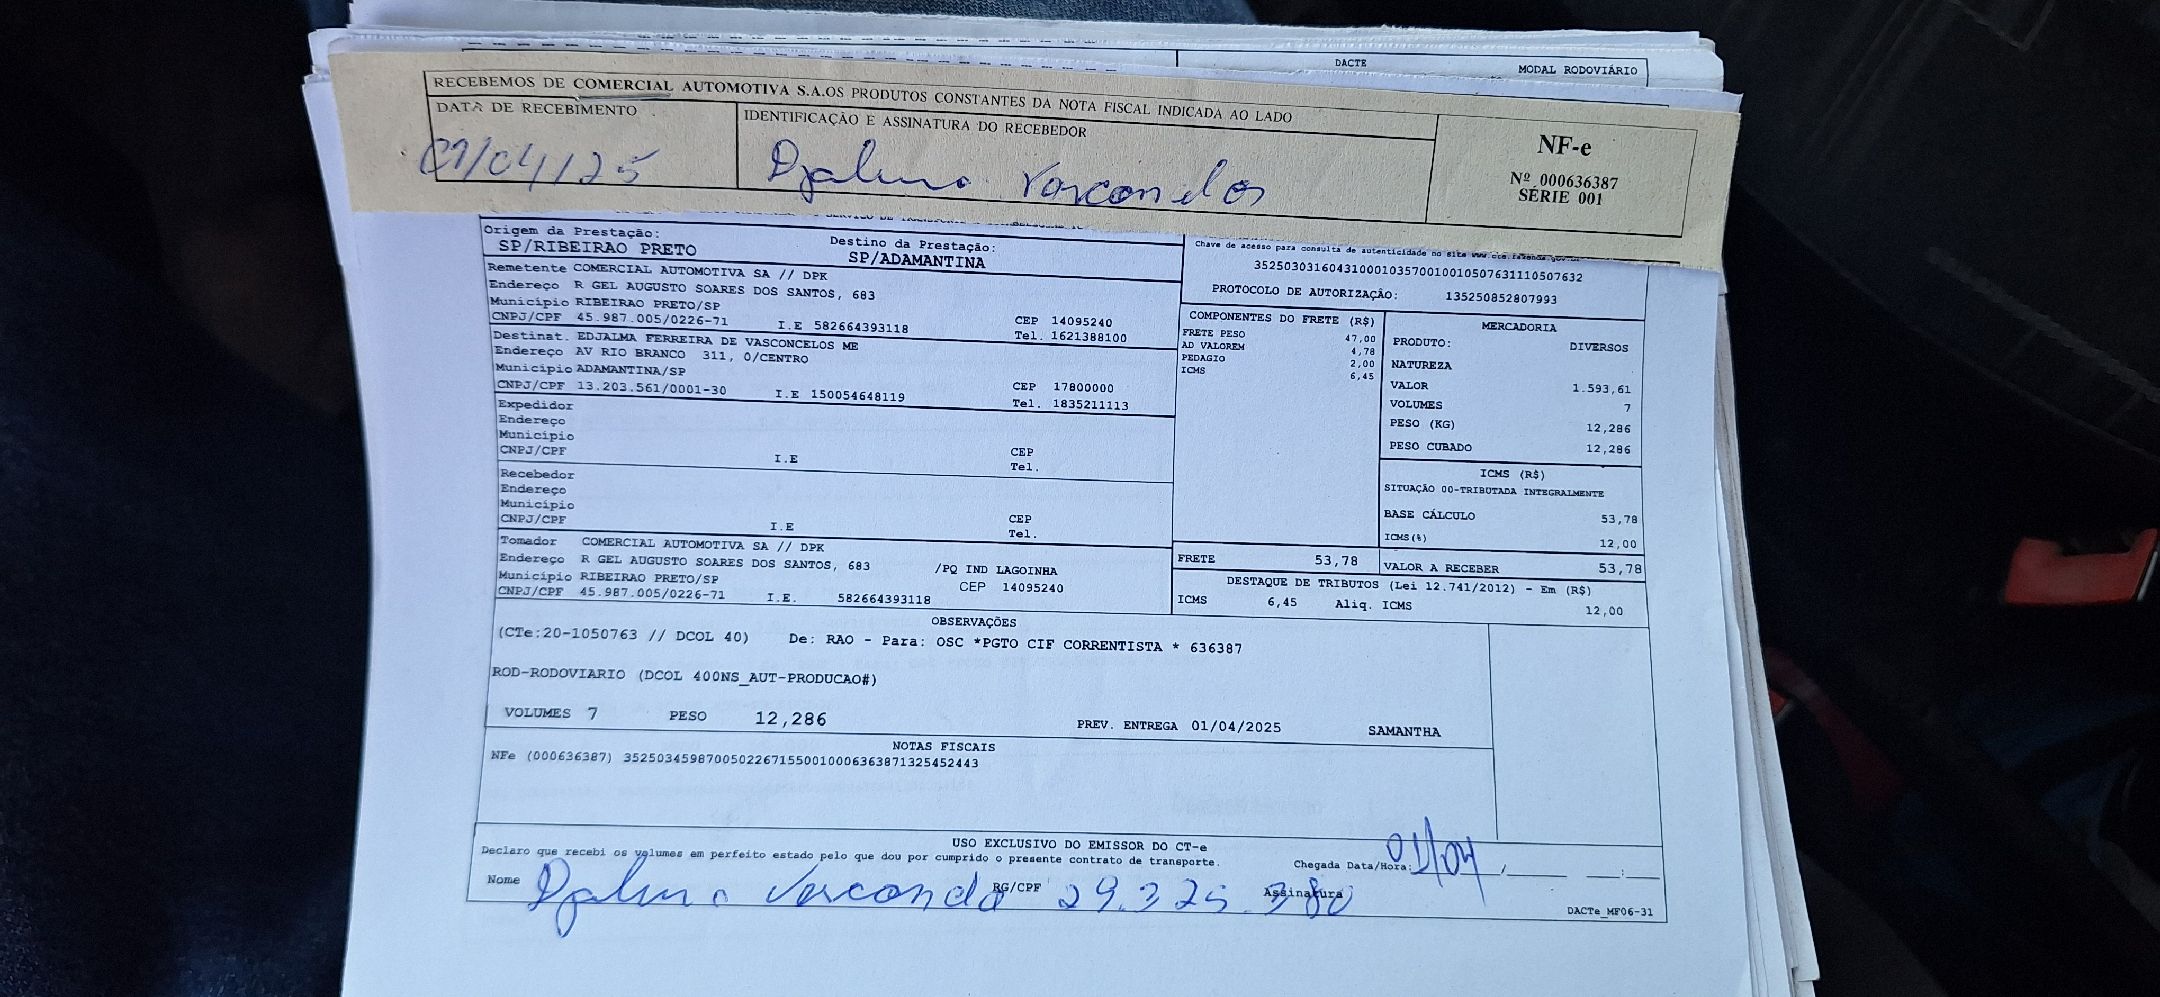 DACTE
MODAL RODOVIÁRIO
RECEBEMOS DE COMERCIAL AUTOMOTIVA S.A.OS PRODUTOS CONSTANTES DA NOTA FISCAL INDICADA AO LADO
DATA DE RECEBIMENTO
01/04/25
IDENTIFICAÇÃO E ASSINATURA DO RECEBEDOR
Djalma Vasconcelos
NF-e
Nº 000636387
SÉRIE 001
Origem da Prestação:
SP/RIBEIRAO PRETO
Destino da Prestação:
SP/ADAMANTINA
Remetente COMERCIAL AUTOMOTIVA SA // DPK
Endereço R GEL AUGUSTO SOARES DOS SANTOS, 683
Município RIBEIRAO PRETO/SP
CEP 14095240
CNPJ/CPF 45.987.005/0226-71 I.E 582664393118 Tel. 1621388100
Destinat. EDJALMA FERREIRA DE VASCONCELOS ME
Endereço AV RIO BRANCO 311, 0/CENTRO
Município ADAMANTINA/SP
CEP 17800000
CNPJ/CPF 13.203.561/0001-30 I.E 150054648119 Tel. 1835211113
Expedidor
Endereço
Município
CEP
CNPJ/CPF I.E Tel.
Recebedor
Endereço
Município
CEP
CNPJ/CPF I.E Tel.
Tomador COMERCIAL AUTOMOTIVA SA // DPK
Endereço R GEL AUGUSTO SOARES DOS SANTOS, 683 /PQ IND LAGOINHA
Município RIBEIRAO PRETO/SP CEP 14095240
CNPJ/CPF 45.987.005/0226-71 I.E. 582664393118
Chave de acesso para consulta de autenticidade no site
35250303160431000103570010010507631110507632
PROTOCOLO DE AUTORIZAÇÃO: 135250852807993
COMPONENTES DO FRETE (R$)
FRETE PESO 47,00
AD VALOREM 4,78
PEDAGIO 2,00
ICMS 6,45
MERCADORIA
PRODUTO: DIVERSOS
NATUREZA
VALOR 1.593,61
VOLUMES 7
PESO (KG) 12,286
PESO CUBADO 12,286
ICMS (R$)
SITUAÇÃO 00-TRIBUTADA INTEGRALMENTE
BASE CÁLCULO 53,78
ICMS(%) 12,00
FRETE 53,78
VALOR A RECEBER 53,78
DESTAQUE DE TRIBUTOS (Lei 12.741/2012) - Em (R$)
ICMS 6,45 Aliq. ICMS 12,00
OBSERVAÇÕES
(CTe:20-1050763 // DCOL 40) De: RAO - Para: OSC *PGTO CIF CORRENTISTA * 636387
ROD-RODOVIARIO (DCOL 400NS_AUT-PRODUCAO#)
VOLUMES 7 PESO 12,286 PREV. ENTREGA 01/04/2025 SAMANTHA
NOTAS FISCAIS
NFe (000636387) 35250345987005022671550010006363871325452443
USO EXCLUSIVO DO EMISSOR DO CT-e
Declaro que recebi os volumes em perfeito estado pelo que dou por cumprido o presente contrato de transporte.
Chegada Data/Hora: 01/04
Nome Djalma Vasconcelos RG/CPF 29.325.380 Assinatura
DACTe_MF06-31